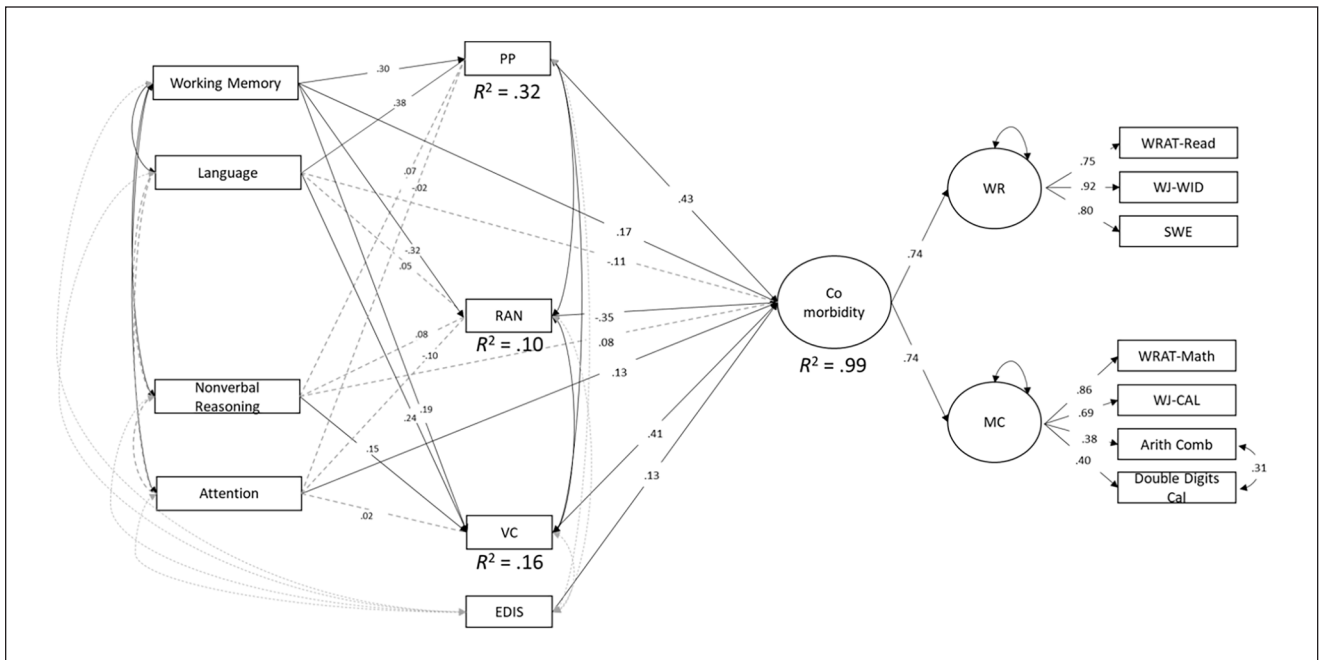 PP
Working Memory
.30
R² = .32
.38
WRAT-Read
.75
Language
WJ-WID
.92
WR
.07
-.02
.80
SWE
.43
.17
-.32
-.11
.05
.74
Co
morbidity
RAN
-.35
.08
R² = .10
.08
-.10
.74
WRAT-Math
R² = .99
.13
Nonverbal
Reasoning
.86
WJ-CAL
.19
.24
.69
MC
.41
.38
Arith Comb
.15
.40
.31
.13
Double Digits
Cal
Attention
.02
VC
R² = .16
EDIS